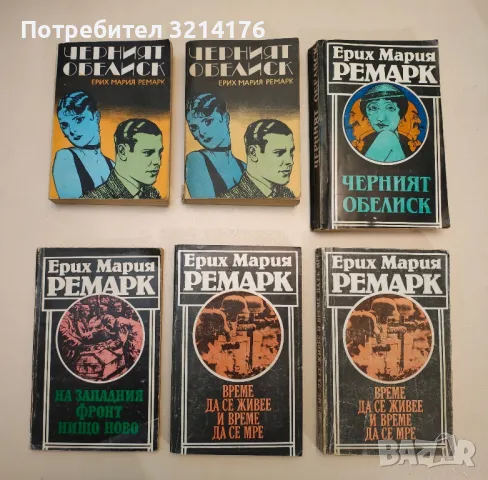 Потребител 3214176
ЧЕРНИЯТ
ОБЕЛИСК
ЕРИХ МАРИЯ РЕМАРК
ЧЕРНИЯТ
ОБЕЛИСК
ЕРИХ МАРИЯ РЕМАРК
Ерих Мария
РЕМАРК
ЧЕРНИЯТ
ОБЕЛИСК
ЧЕРНИЯТ ОБЕЛИСК
Ерих Мария
РЕМАРК
НА ЗАПАДНИЯ
ФРОНТ
НИЩО НОВО
Ерих Мария
РЕМАРК
ВРЕМЕ
ДА СЕ ЖИВЕЕ
И ВРЕМЕ
ДА СЕ МРЕ
Ерих Мария
РЕМАРК
ВРЕМЕ
ДА СЕ ЖИВЕЕ
И ВРЕМЕ
ДА СЕ МРЕ
BAZAR